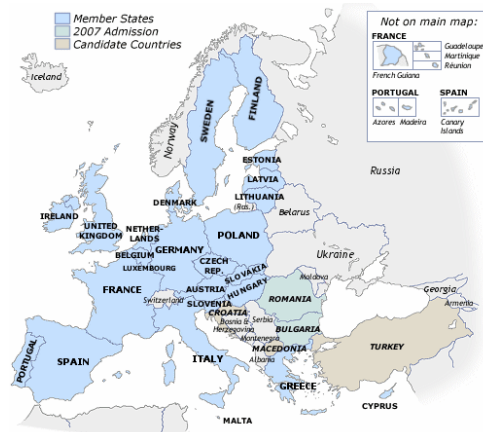 Member States
2007 Admission
Candidate Countries
Not on main map:
FRANCE
Guadeloupe
Martinique
Réunion
French Guiana
PORTUGAL
SPAIN
Azores
Madeira
Canary
Islands
Iceland
SWEDEN
FINLAND
Norway
Russia
ESTONIA
LATVIA
LITHUANIA
(Rus.)
DENMARK
Belarus
IRELAND
UNITED
KINGDOM
NETHER-
LANDS
POLAND
GERMANY
BELGIUM
Ukraine
CZECH
REP.
LUXEMBOURG
SLOVAKIA
Moldova
FRANCE
AUSTRIA
HUNGARY
Georgia
Switzerland
SLOVENIA
ROMANIA
Armenia
CROATIA
Bosnia &
Herzegovina
Serbia
BULGARIA
Montenegro
MACEDONIA
TURKEY
PORTUGAL
SPAIN
ITALY
Albania
GREECE
CYPRUS
MALTA